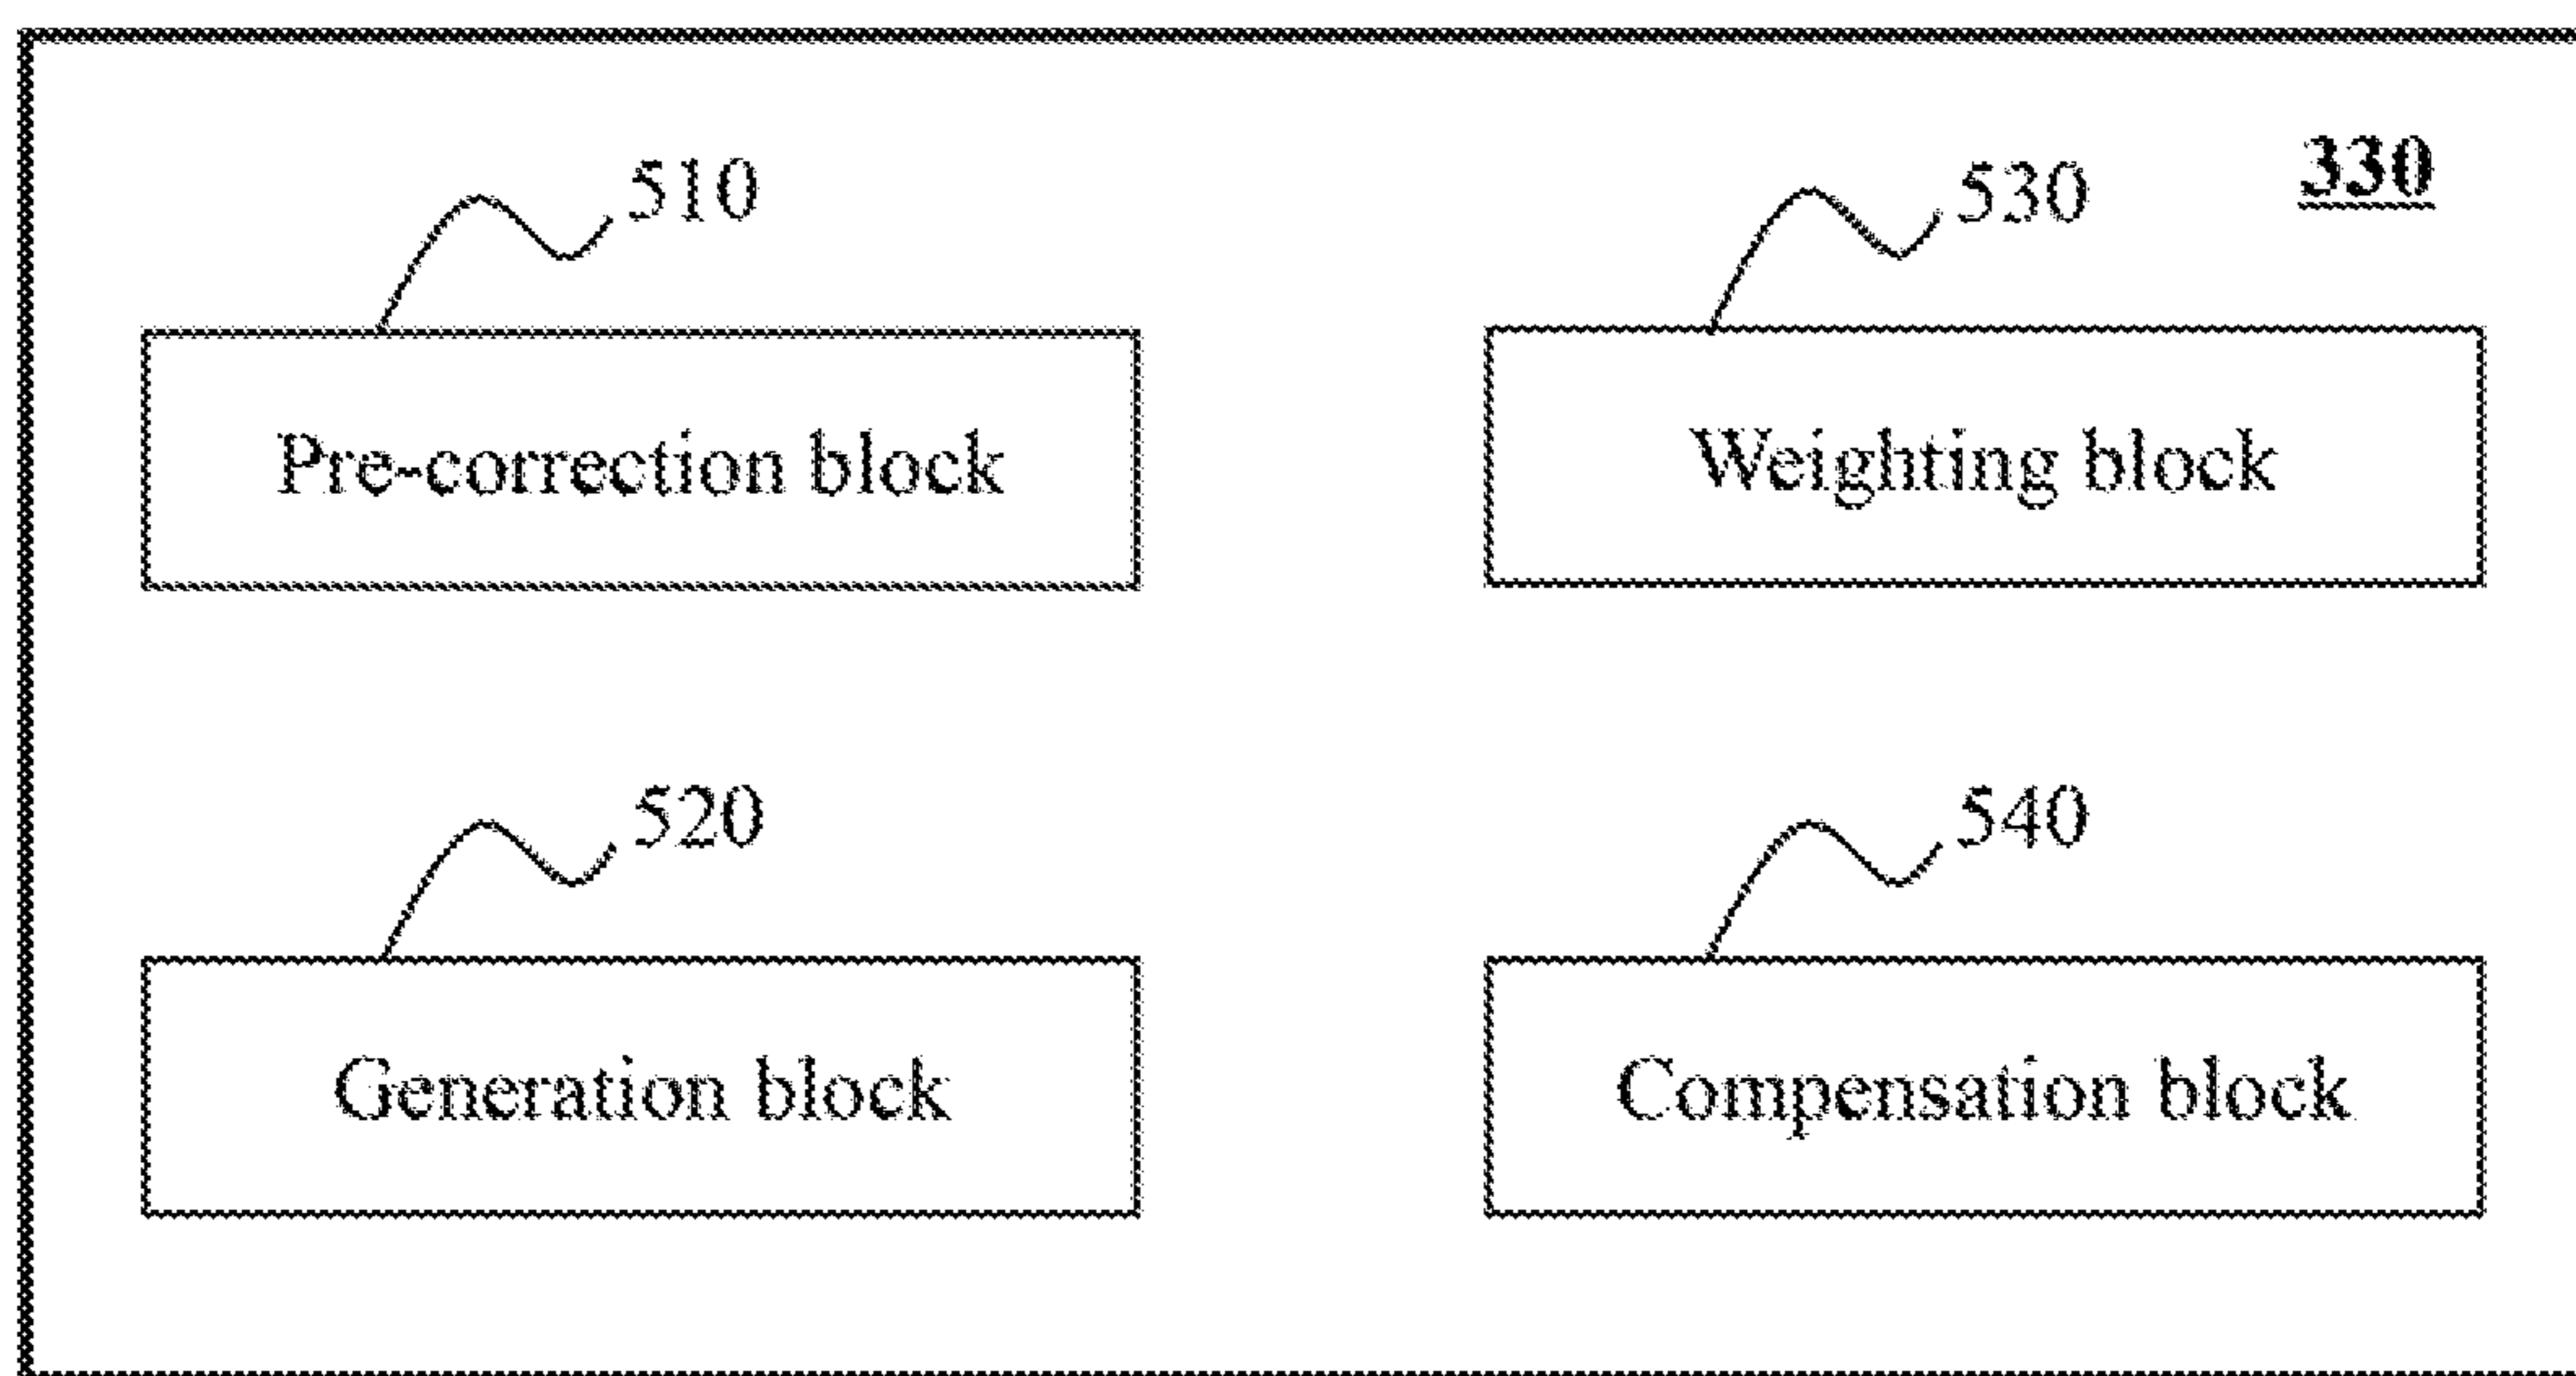 330
510
530
Pre-correction block
Weighting block
520
540
Generation block
Compensation block